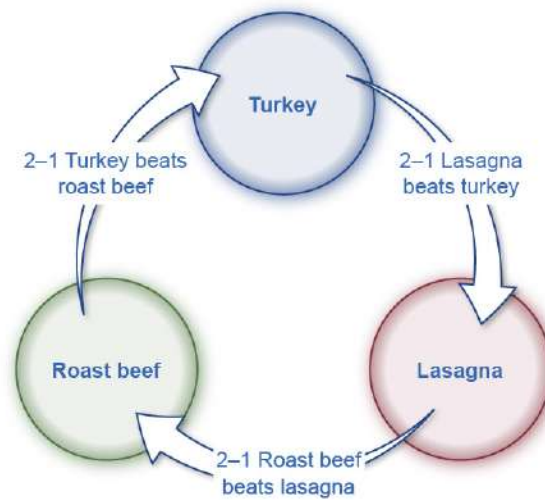 Turkey
2–1 Turkey beats
roast beef
2–1 Lasagna
beats turkey
Roast beef
Lasagna
2–1 Roast beef
beats lasagna